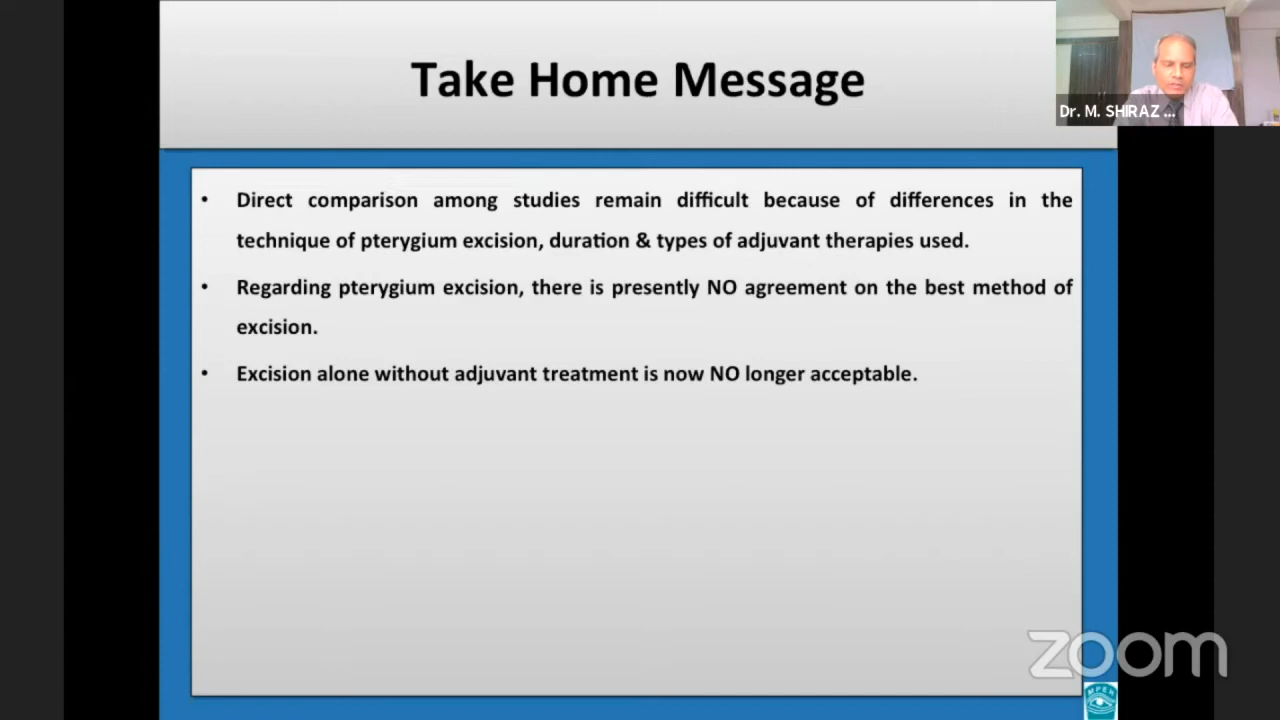 Take Home Message
Dr. M. SHIRAZ ...
• Direct comparison among studies remain difficult because of differences in the
technique of pterygium excision, duration & types of adjuvant therapies used.
• Regarding pterygium excision, there is presently NO agreement on the best method of
excision.
• Excision alone without adjuvant treatment is now NO longer acceptable.
zoom